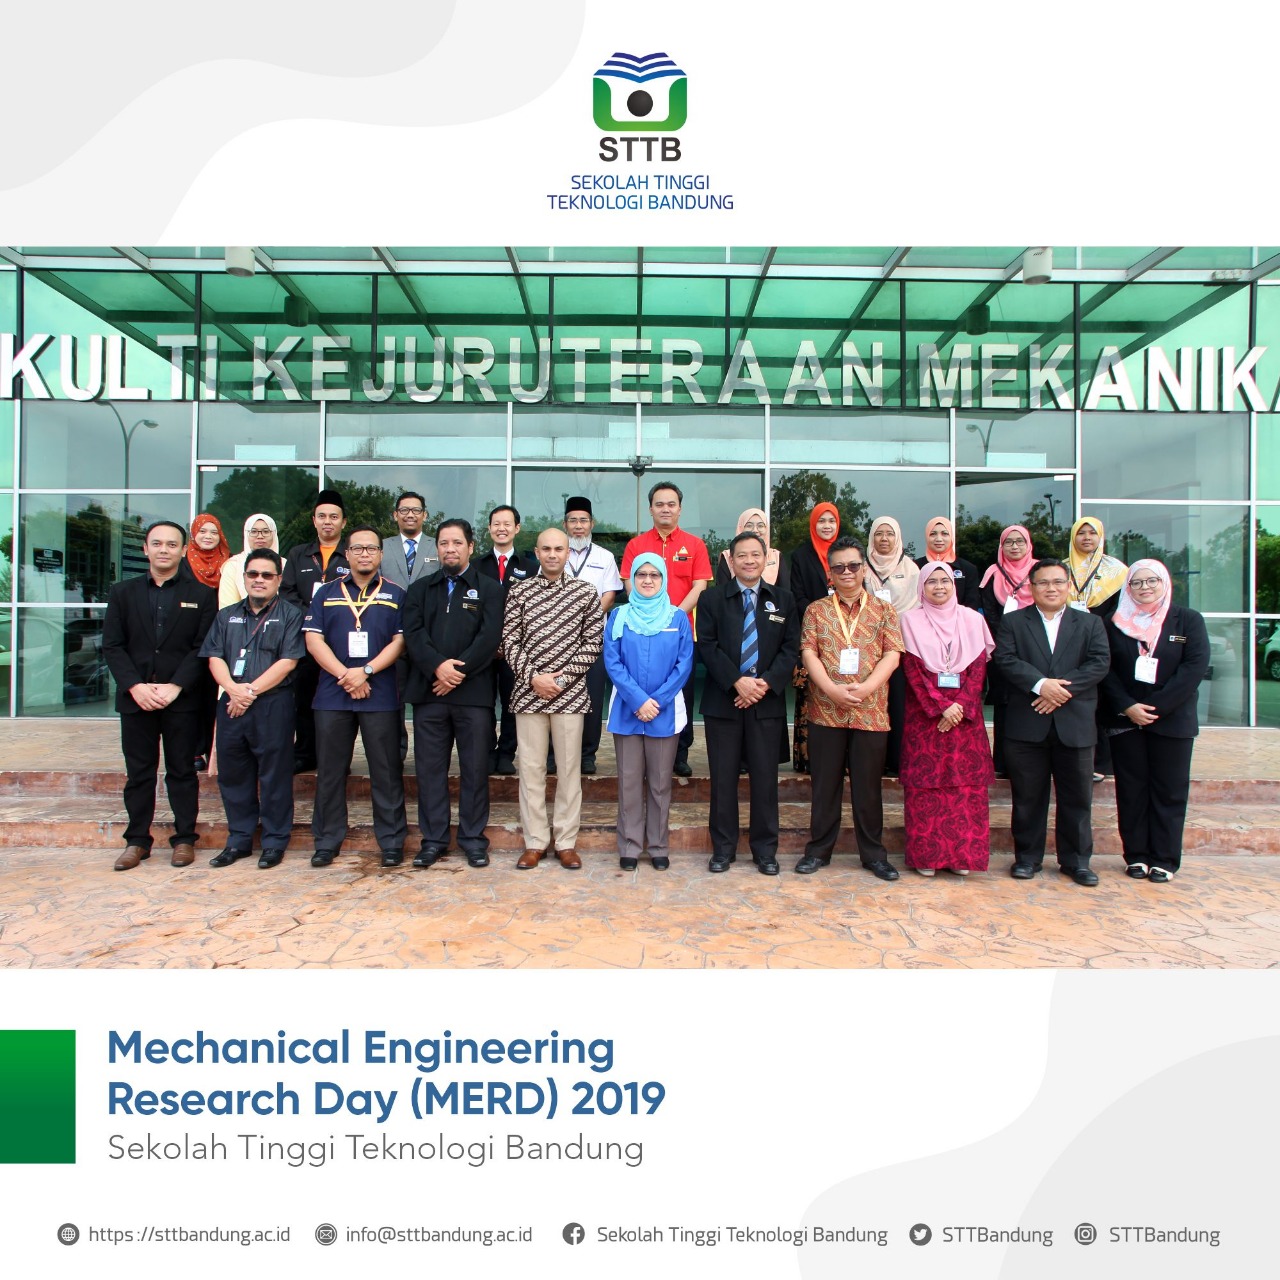 STTB
SEKOLAH TINGGI
TEKNOLOGI BANDUNG
KULTI KEJURUTERAAN MEKANIKA
Mechanical Engineering
Research Day (MERD) 2019
Sekolah Tinggi Teknologi Bandung
https://sttbandung.ac.id
info@sttbandung.ac.id
Sekolah Tinggi Teknologi Bandung
STTBandung
STTBandung